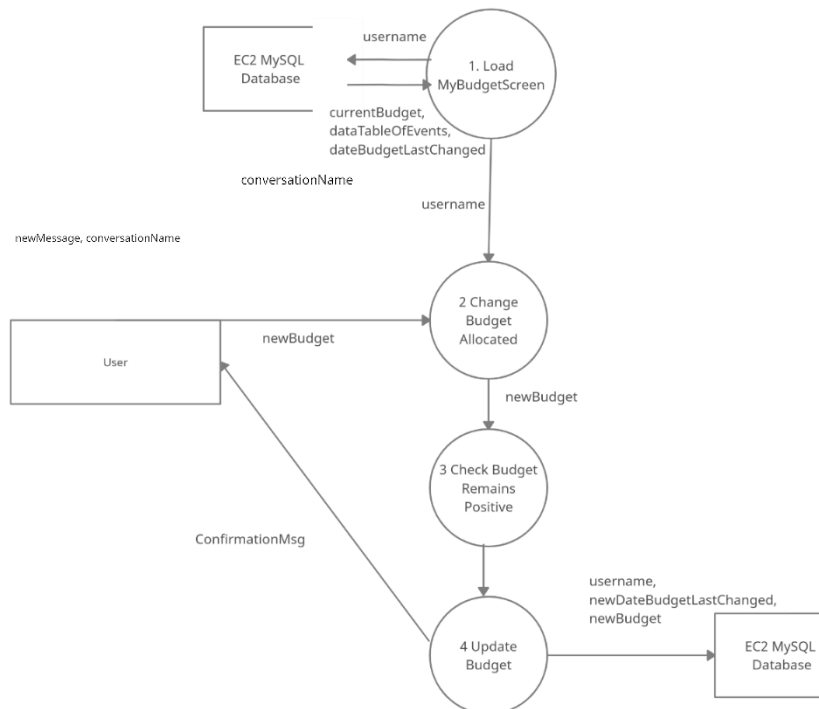 username
EC2 MySQL
Database
1. Load
MyBudgetScreen
currentBudget,
dataTableOfEvents,
dateBudgetLastChanged
conversationName
username
newMessage, conversationName
2 Change
Budget
Allocated
User
newBudget
newBudget
3 Check Budget
Remains
Positive
ConfirmationMsg
username,
newDateBudgetLastChanged,
newBudget
4 Update
Budget
EC2 MySQL
Database